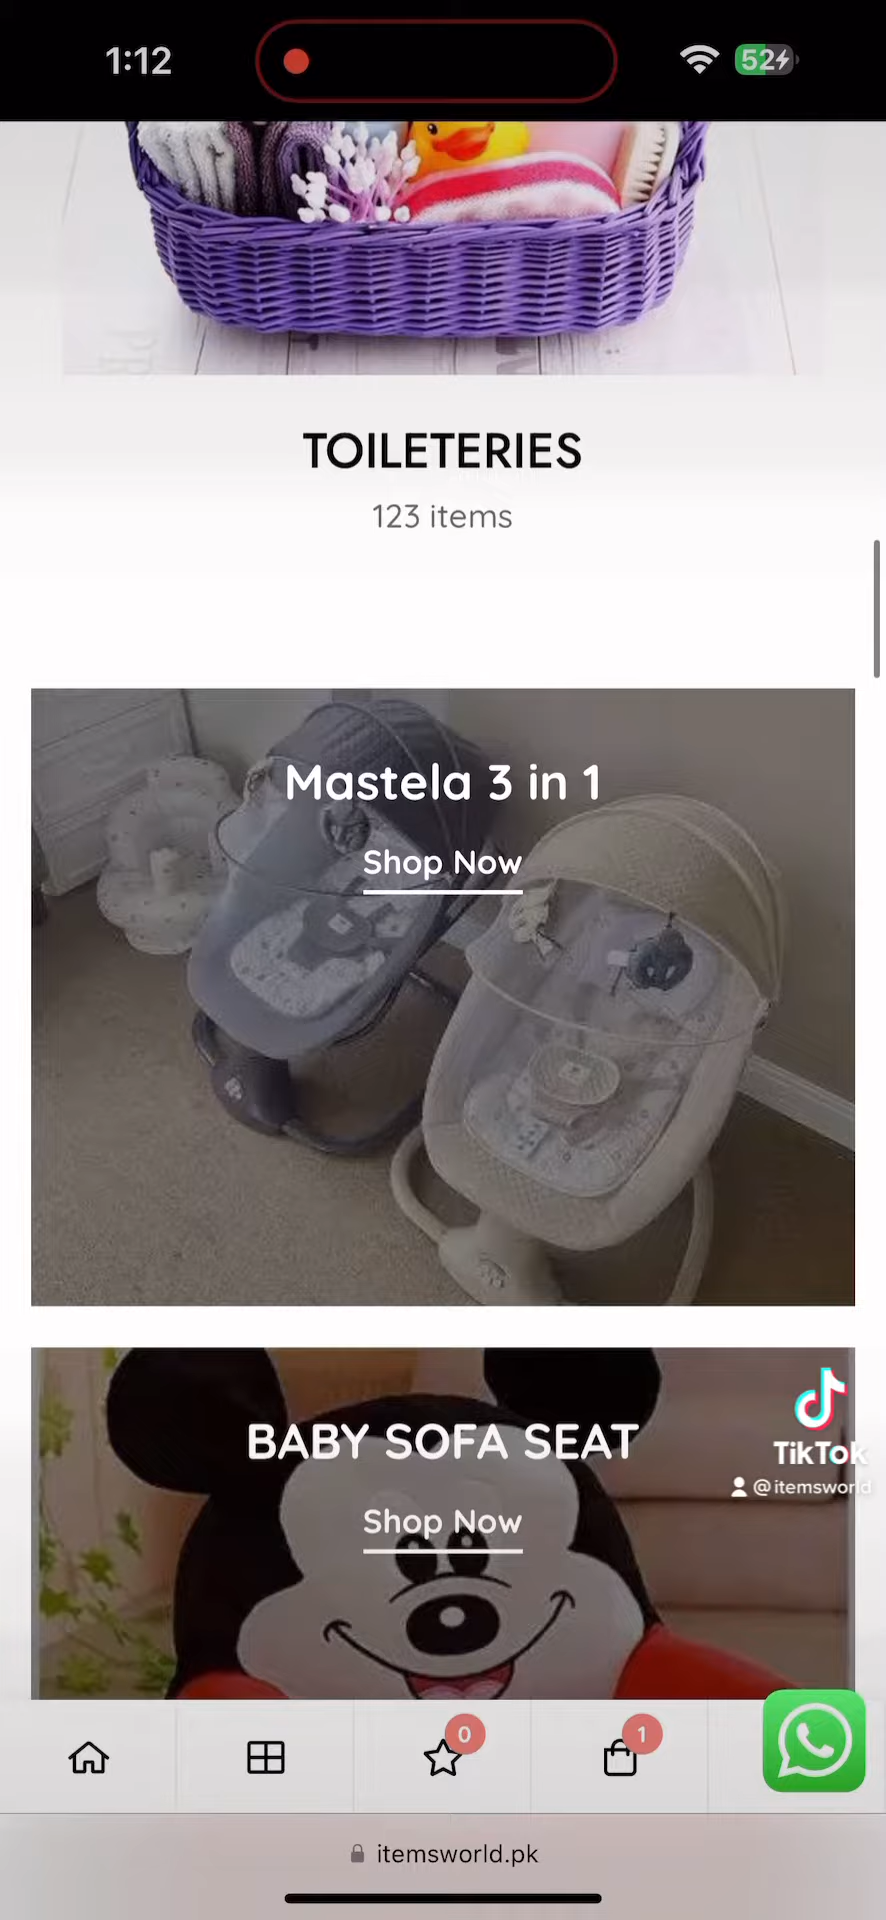 1:12
52
TOILETERIES
123 items
Mastela 3 in 1
Shop Now
BABY SOFA SEAT
Shop Now
TikTok
@itemsworld
0
1
itemsworld.pk